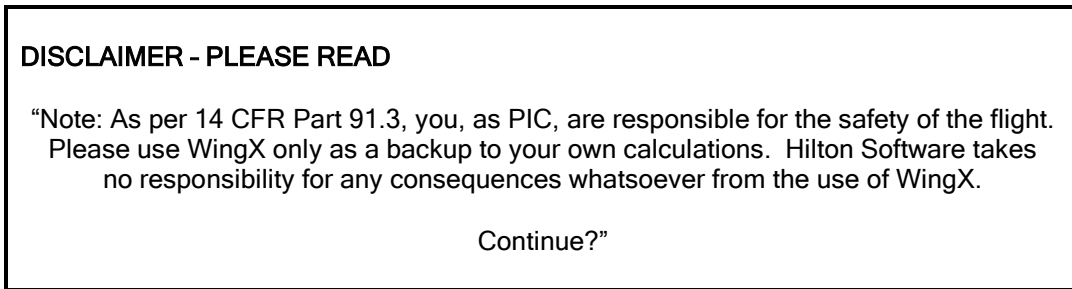 DISCLAIMER – PLEASE READ
“Note: As per 14 CFR Part 91.3, you, as PIC, are responsible for the safety of the flight.
Please use WingX only as a backup to your own calculations.  Hilton Software takes
no responsibility for any consequences whatsoever from the use of WingX.
Continue?”